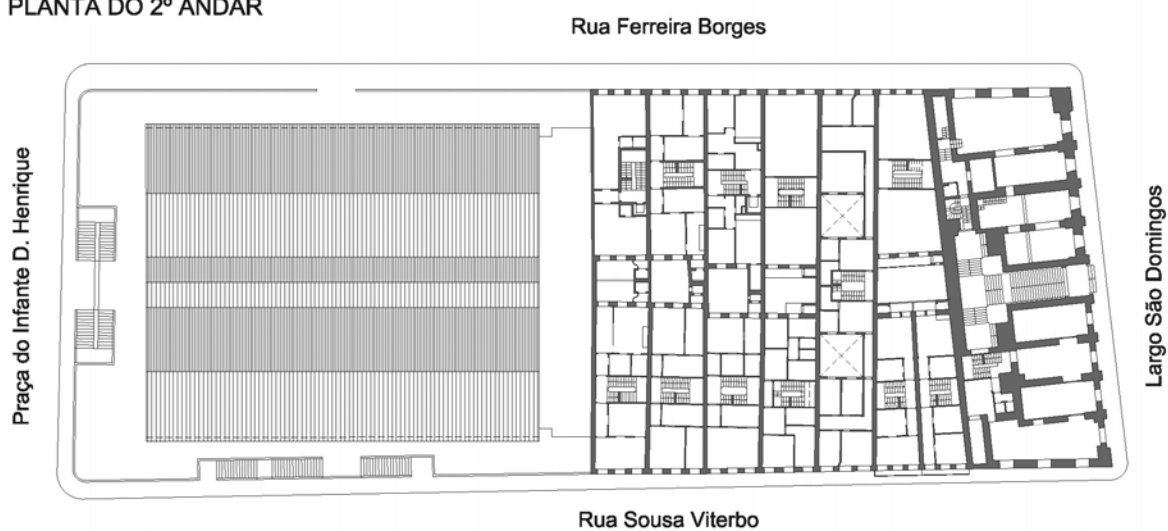 PLANTA DO 2º ANDAR
Rua Ferreira Borges
Praça do Infante D. Henrique
Largo São Domingos
Rua Sousa Viterbo